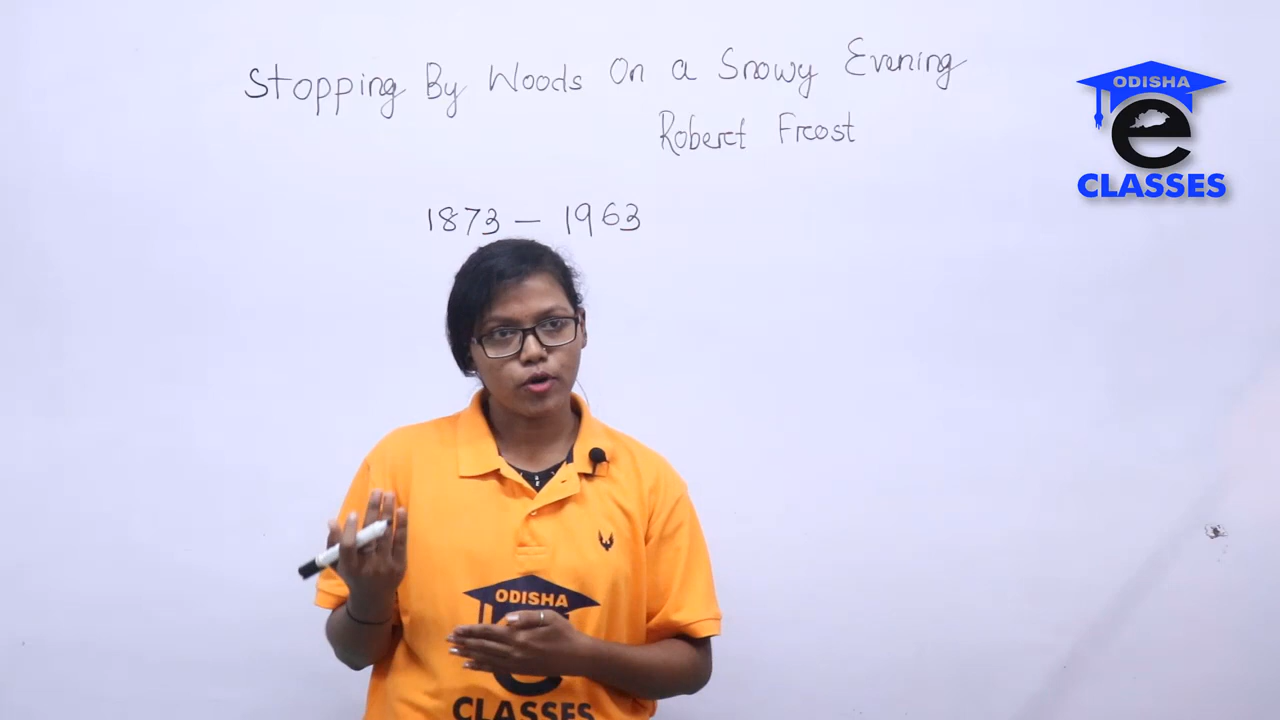 Stopping By Woods On a Snowy Evening
Robert Frost
1873 – 1963
ODISHA
e
CLASSES
ODISHA
e
CLASSES